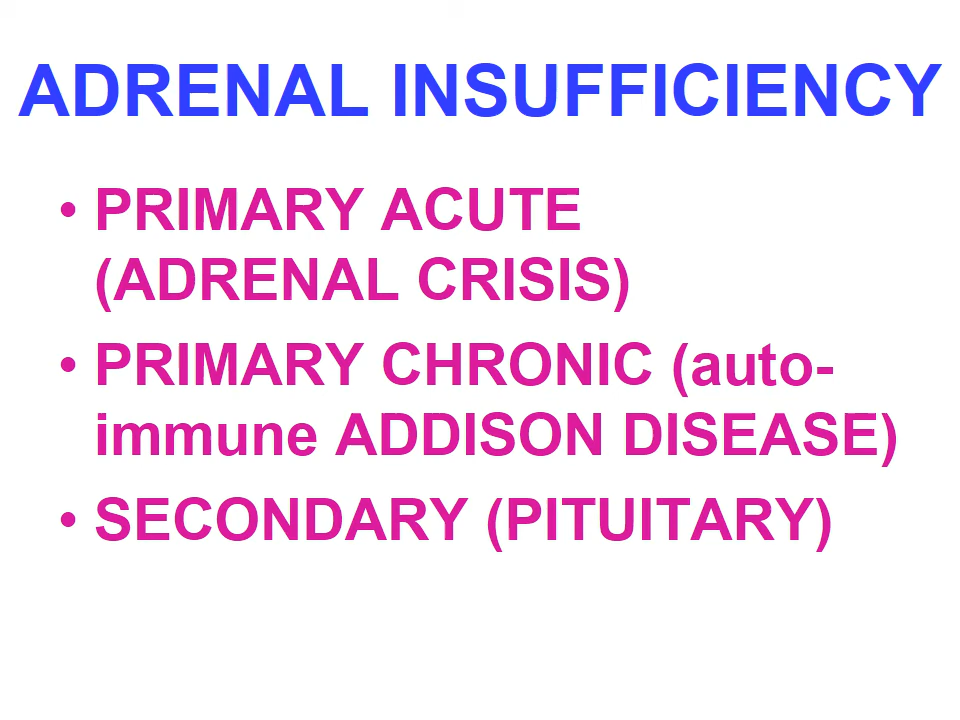 ADRENAL INSUFFICIENCY
• PRIMARY ACUTE
(ADRENAL CRISIS)
• PRIMARY CHRONIC (auto-
immune ADDISON DISEASE)
• SECONDARY (PITUITARY)